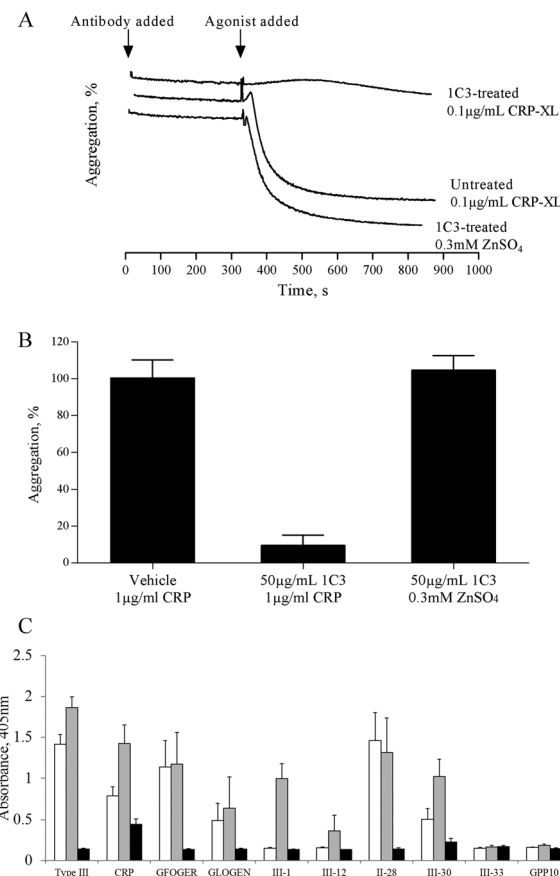 A
Antibody added
Agonist added
Aggregation, %
1C3-treated
0.1µg/mL CRP-XL
Untreated
0.1µg/mL CRP-XL
1C3-treated
0.3mM ZnSO4
0 100 200 300 400 500 600 700 800 900 1000
Time, s
B
Aggregation, %
120
100
80
60
40
20
0
Vehicle
1µg/ml CRP
50µg/mL 1C3
1µg/ml CRP
50µg/mL 1C3
0.3mM ZnSO4
C
Absorbance, 405nm
2.5
2
1.5
1
0.5
0
Type III CRP GFOGER GLOGEN III-1 III-12 II-28 III-30 III-33 GPP10